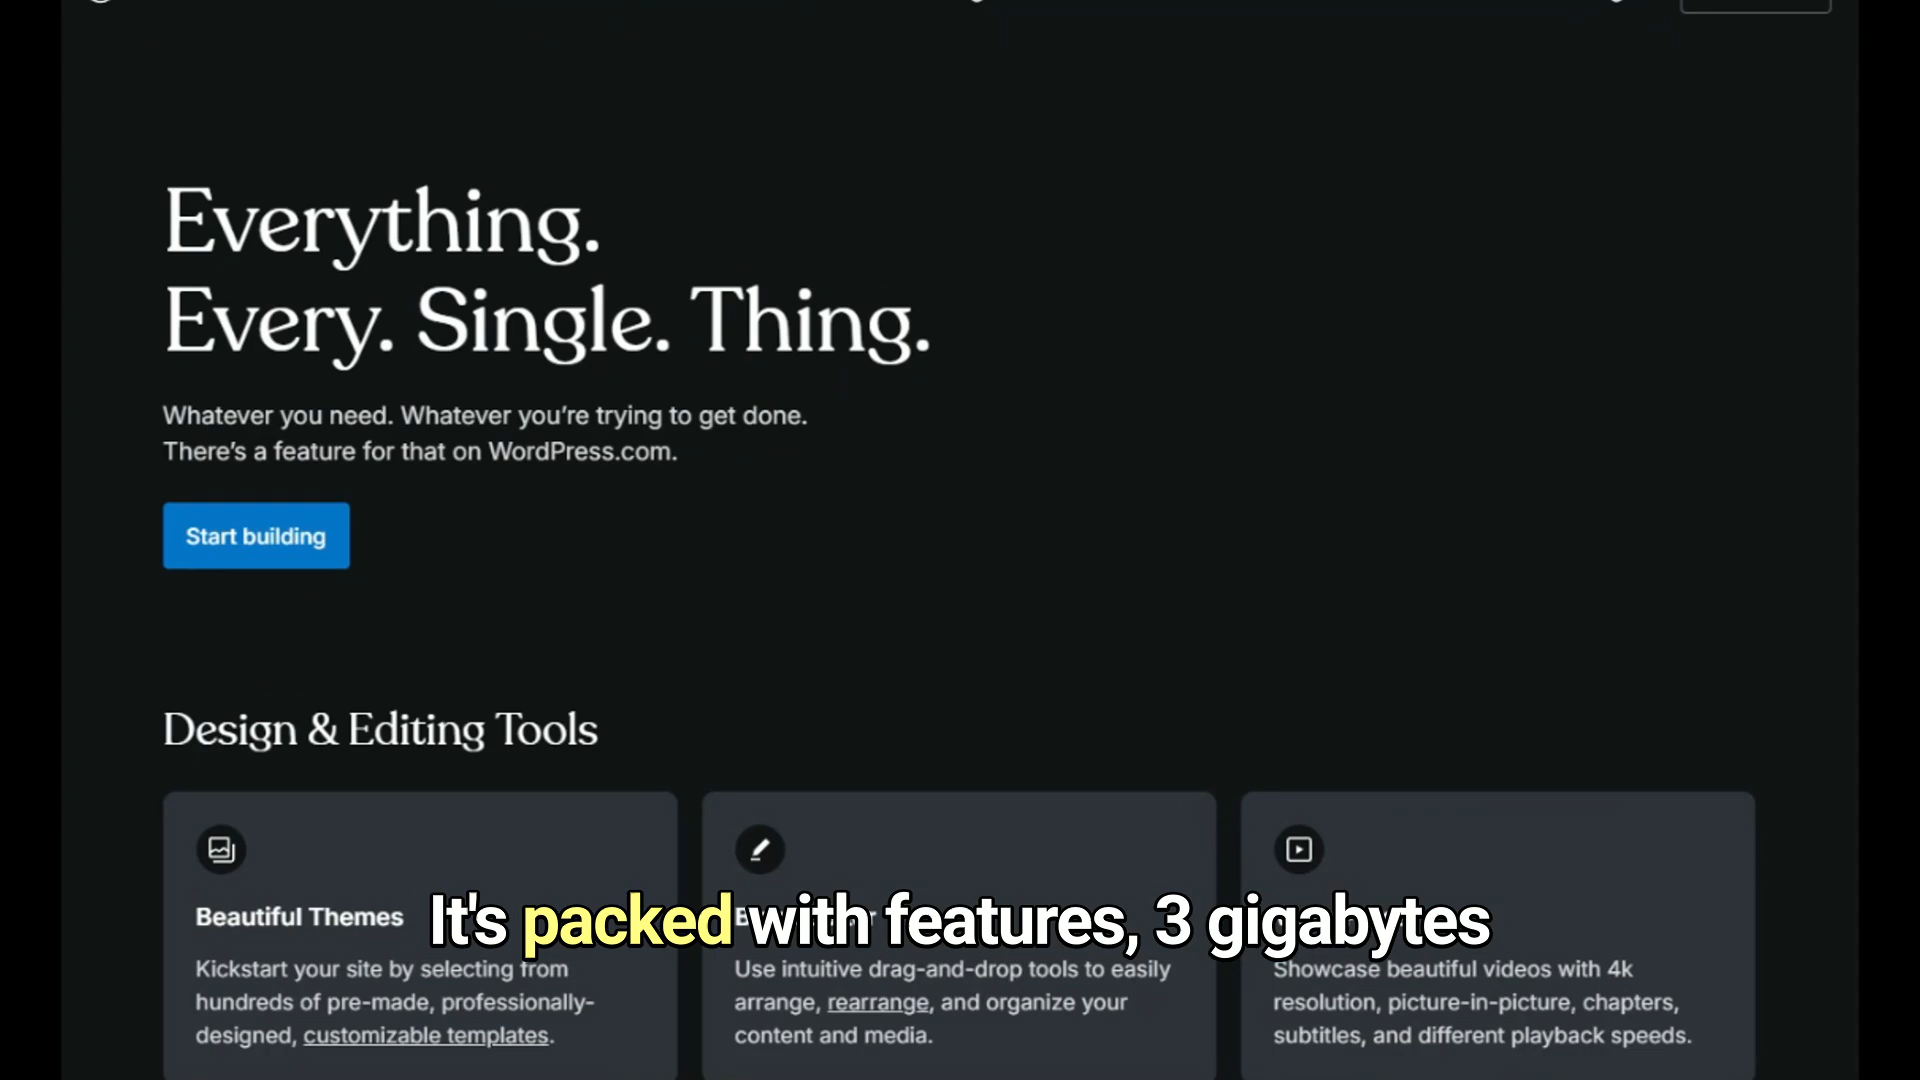 Everything.
Every. Single. Thing.
Whatever you need. Whatever you’re trying to get done.
There’s a feature for that on WordPress.com.
Start building
Design & Editing Tools
Beautiful Themes
Kickstart your site by selecting from
hundreds of pre-made, professionally-
designed, customizable templates.
Use intuitive drag-and-drop tools to easily
arrange, rearrange, and organize your
content and media.
Showcase beautiful videos with 4k
resolution, picture-in-picture, chapters,
subtitles, and different playback speeds.
It's packed with features, 3 gigabytes